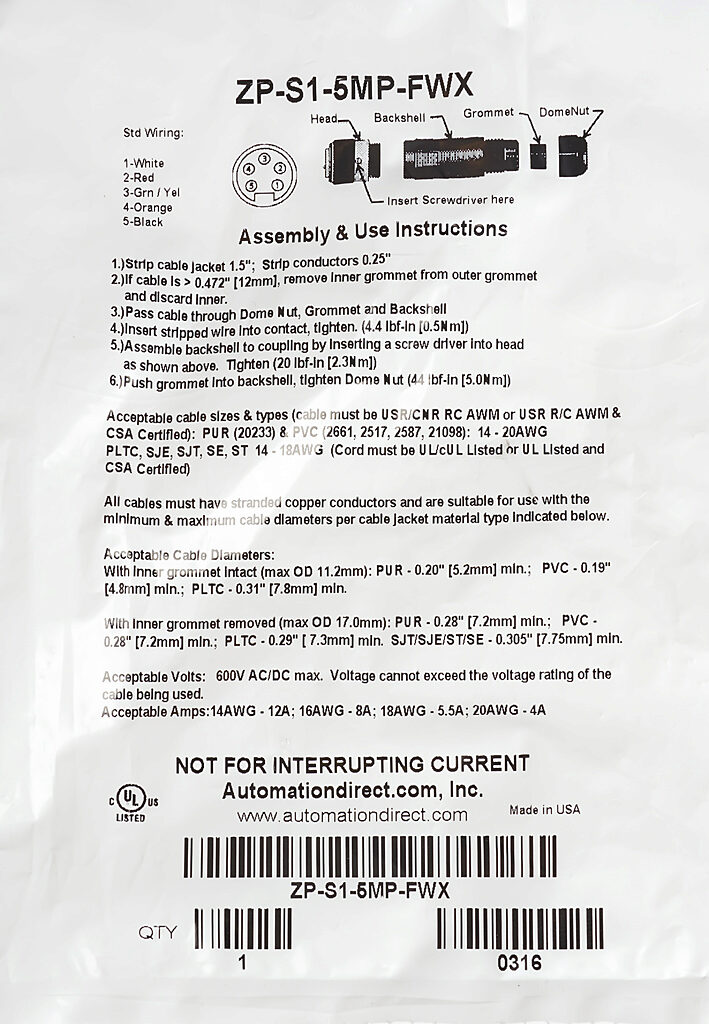 ZP-S1-5MP-FWX
Head
Backshell
Grommet
DomeNut
Std Wiring:
1-White
2-Red
3-Grn / Yel
4-Orange
5-Black
3
4
2
5
1
Insert Screwdriver here
Assembly & Use Instructions
1.)Strip cable jacket 1.5"; Strip conductors 0.25"
2.)If cable is > 0.472" [12mm], remove inner grommet from outer grommet
and discard inner.
3.)Pass cable through Dome Nut, Grommet and Backshell
4.)Insert stripped wire into contact, tighten. (4.4 lbf-in [0.5Nm])
5.)Assemble backshell to coupling by inserting a screw driver into head
as shown above. Tighten (20 lbf-in [2.3Nm])
6.)Push grommet into backshell, tighten Dome Nut (44 lbf-in [5.0Nm])
Acceptable cable sizes & types (cable must be USR/CNR RC AWM or USR R/C AWM &
CSA Certified): PUR (20233) & PVC (2661, 2517, 2587, 21098): 14 - 20AWG
PLTC, SJE, SJT, SE, ST 14 - 18AWG (Cord must be UL/cUL Listed or UL Listed and
CSA Certified)
All cables must have stranded copper conductors and are suitable for use with the
minimum & maximum cable diameters per cable jacket material type indicated below.
Acceptable Cable Diameters:
With inner grommet intact (max OD 11.2mm): PUR - 0.20" [5.2mm] min.; PVC - 0.19"
[4.8mm] min.; PLTC - 0.31" [7.8mm] min.
With inner grommet removed (max OD 17.0mm): PUR - 0.28" [7.2mm] min.; PVC -
0.28" [7.2mm] min.; PLTC - 0.29" [ 7.3mm] min. SJT/SJE/ST/SE - 0.305" [7.75mm] min.
Acceptable Volts: 600V AC/DC max. Voltage cannot exceed the voltage rating of the
cable being used.
Acceptable Amps:14AWG - 12A; 16AWG - 8A; 18AWG - 5.5A; 20AWG - 4A
NOT FOR INTERRUPTING CURRENT
Automationdirect.com, Inc.
www.automationdirect.com
Made in USA
C UL US
LISTED
ZP-S1-5MP-FWX
QTY
1
0316